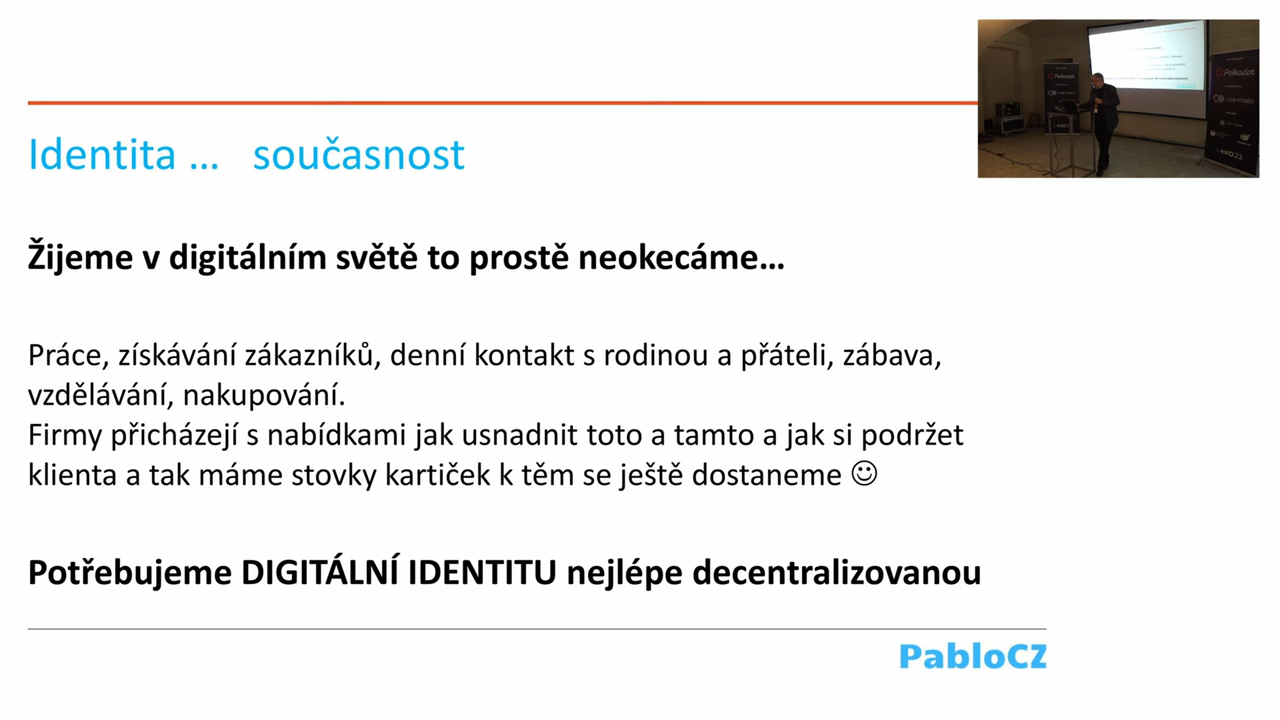 Identita … současnost
Žijeme v digitálním světě to prostě neokecáme…
Práce, získávání zákazníků, denní kontakt s rodinou a přáteli, zábava,
vzdělávání, nakupování.
Firmy přicházejí s nabídkami jak usnadnit toto a tamto a jak si podržet
klienta a tak máme stovky kartiček k těm se ještě dostaneme ☺
Potřebujeme DIGITÁLNÍ IDENTITU nejlépe decentralizovanou
PabloCZ
Polkadot
coinmate